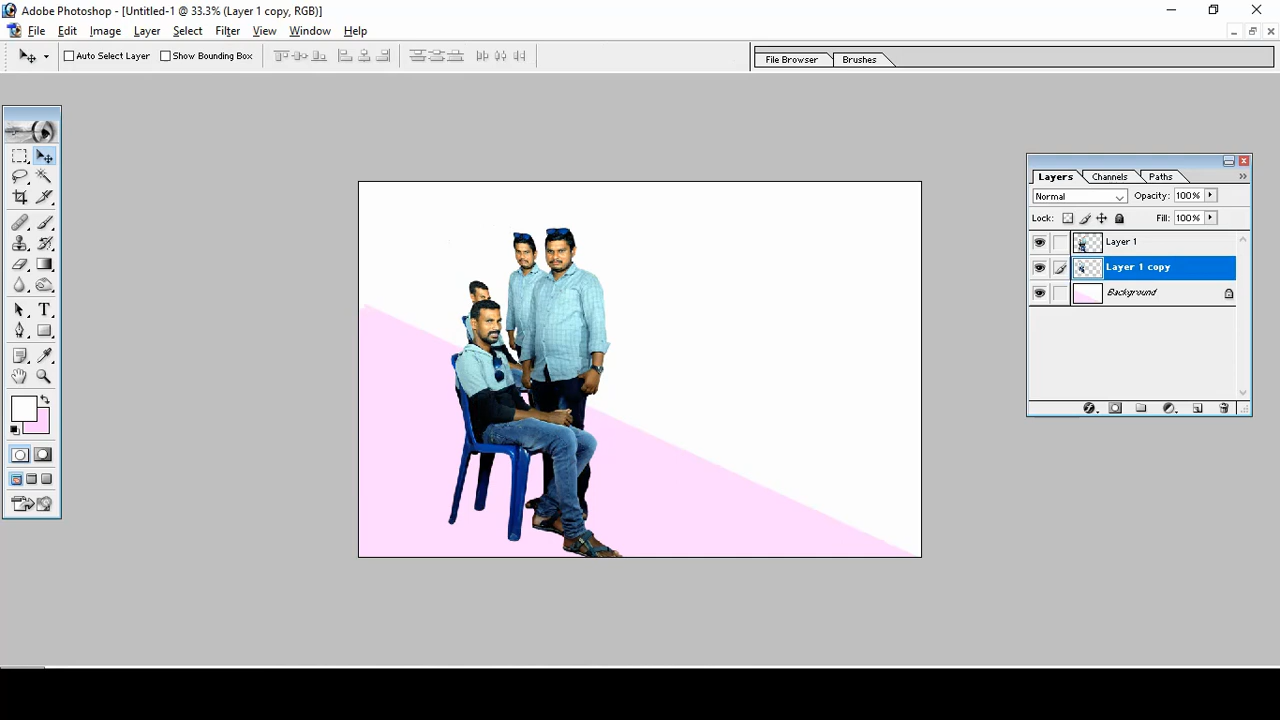 Adobe Photoshop - [Untitled-1 @ 33.3% (Layer 1 copy, RGB)]
File Edit Image Layer Select Filter View Window Help
Auto Select Layer Show Bounding Box File Browser Brushes
Layers Channels Paths
Normal Opacity: 100%
Lock: Fill: 100%
Layer 1
Layer 1 copy
Background
T